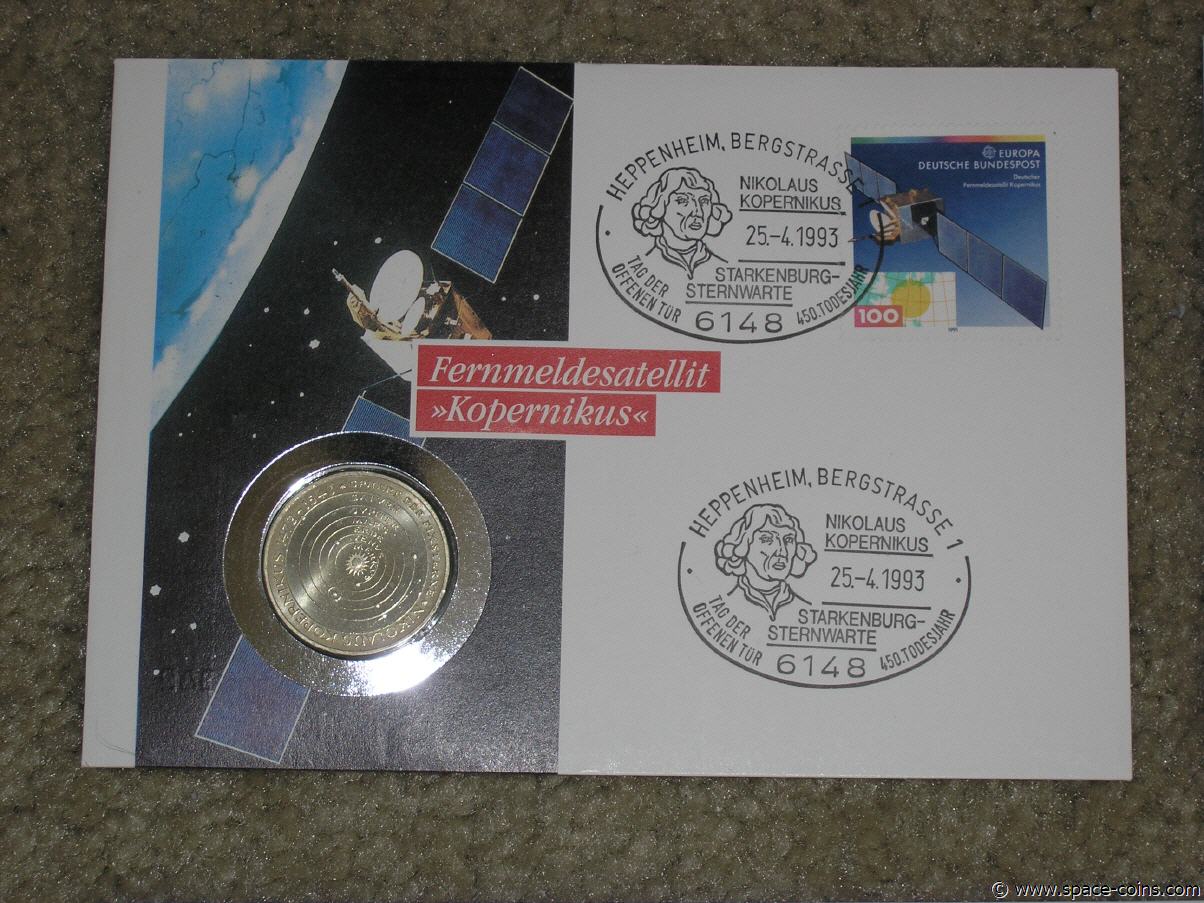 HEPPENHEIM, BERGSTRASSE
NIKOLAUS
KOPERNIKUS
25.-4.1993
STARKENBURG-
STERNWARTE
TAG DER
OFFENEN TÜR
6148
450.TODESJAHR
EUROPA
DEUTSCHE BUNDESPOST
Deutscher
Fernmeldesatellit Kopernikus
100
1991
Fernmeldesatellit
»Kopernikus«
NIKOLAUS KOPERNIKUS
HEPPENHEIM, BERGSTRASSE 1
NIKOLAUS
KOPERNIKUS
25.-4.1993
STARKENBURG-
STERNWARTE
TAG DER
OFFENEN TÜR
6148
450.TODESJAHR
© www.space-coins.com